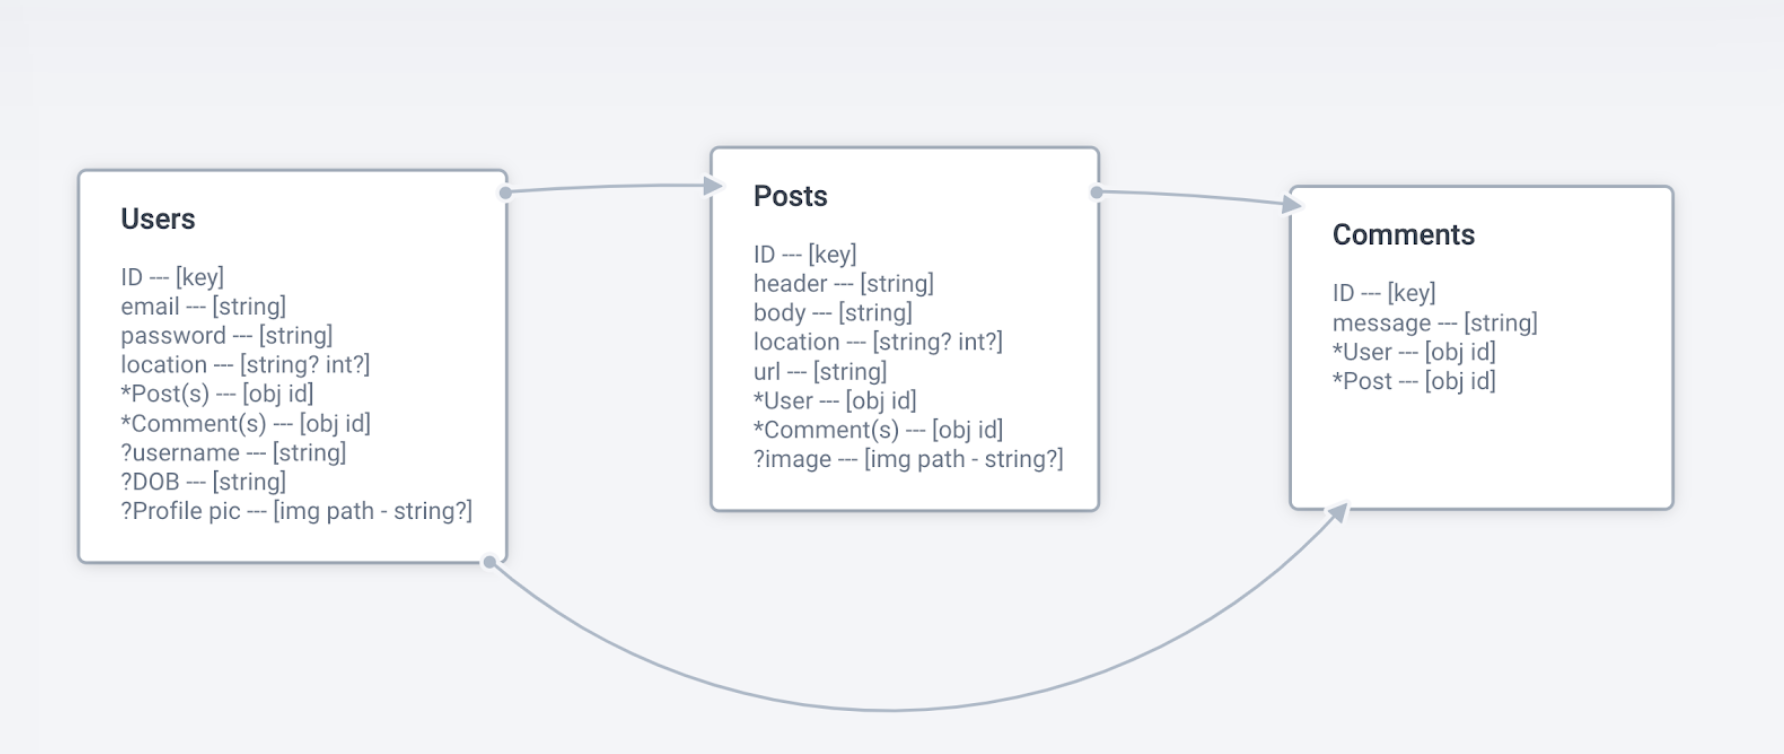 Users
ID --- [key]
email --- [string]
password --- [string]
location --- [string? int?]
*Post(s) --- [obj id]
*Comment(s) --- [obj id]
?username --- [string]
?DOB --- [string]
?Profile pic --- [img path - string?]
Posts
ID --- [key]
header --- [string]
body --- [string]
location --- [string? int?]
url --- [string]
*User --- [obj id]
*Comment(s) --- [obj id]
?image --- [img path - string?]
Comments
ID --- [key]
message --- [string]
*User --- [obj id]
*Post --- [obj id]